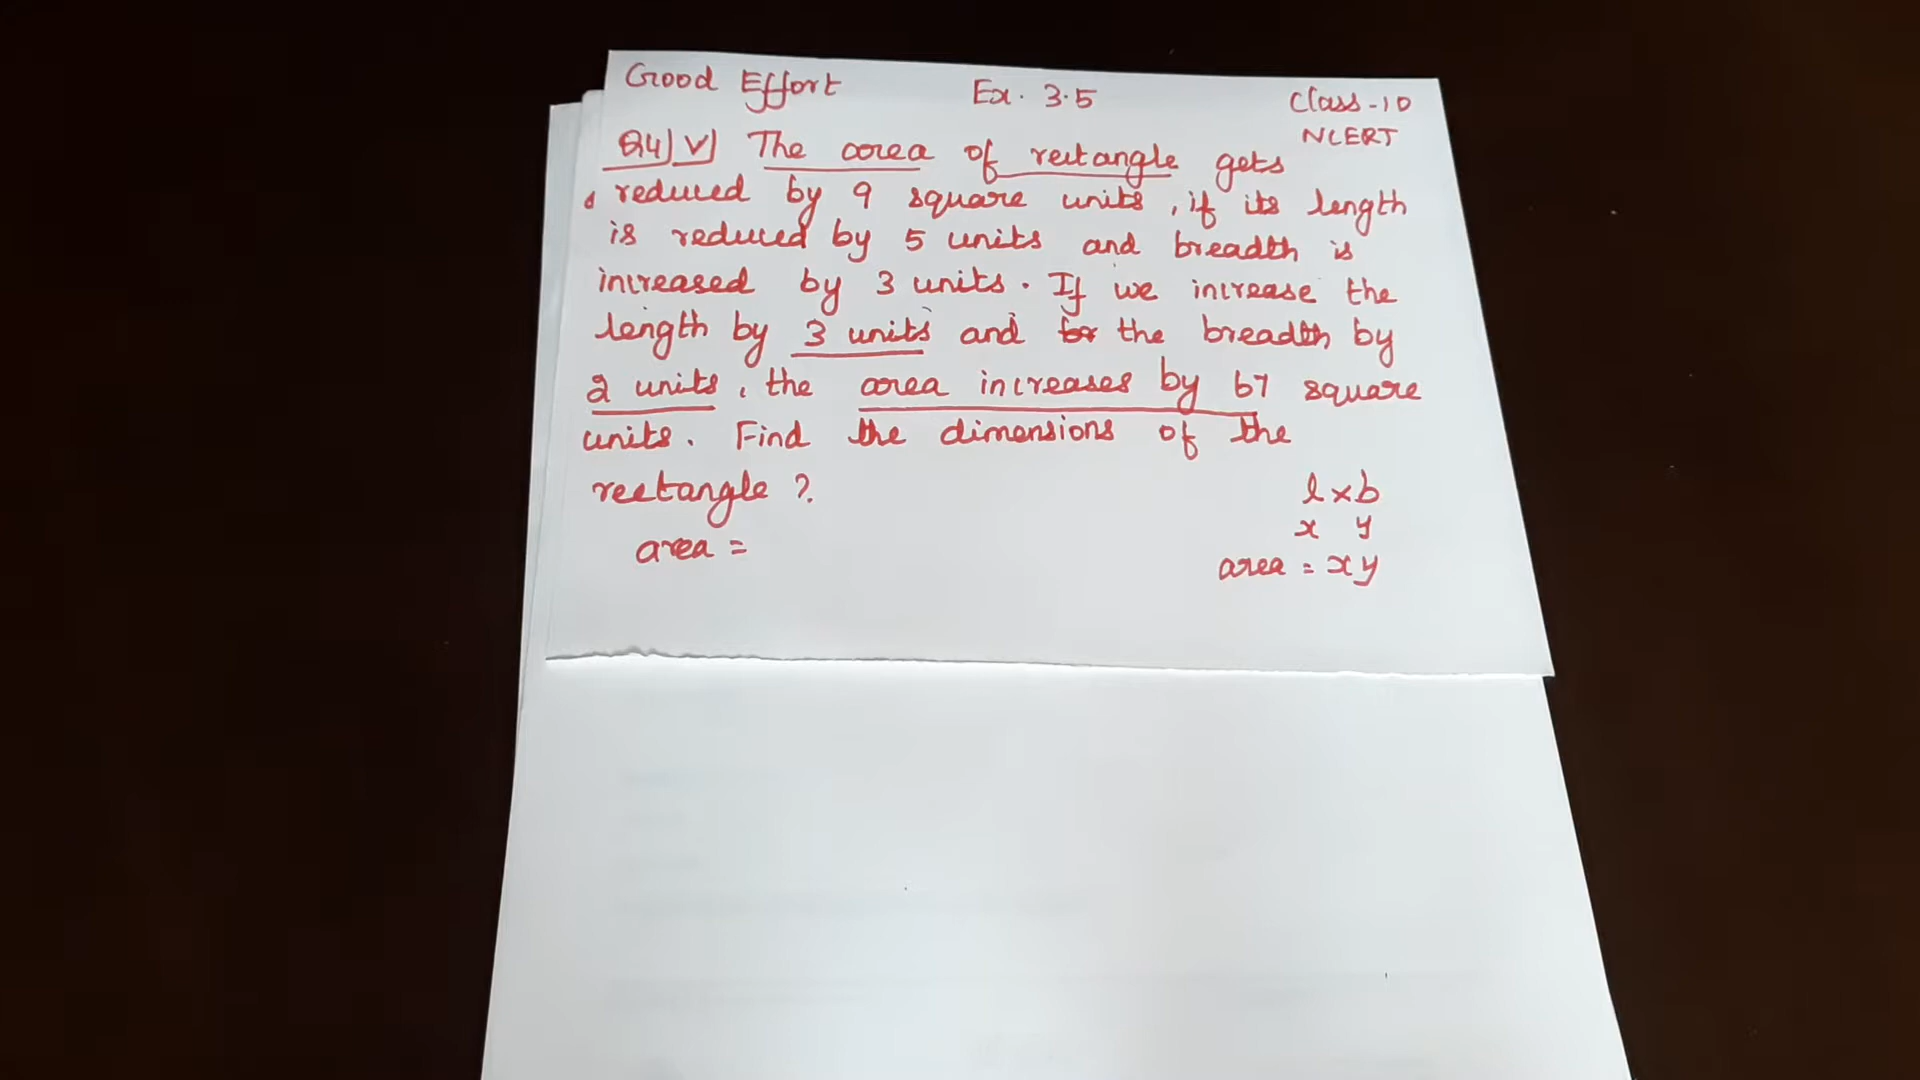 Good Effort Ex. 3.5 Class-10
NCERT
Q4) V) The area of rectangle gets
reduced by 9 square units, if its length
is reduced by 5 units and breadth is
increased by 3 units. If we increase the
length by 3 units and the breadth by
2 units, the area increases by 67 square
units. Find the dimensions of the
rectangle ?
l×b
x y
area =
area = xy